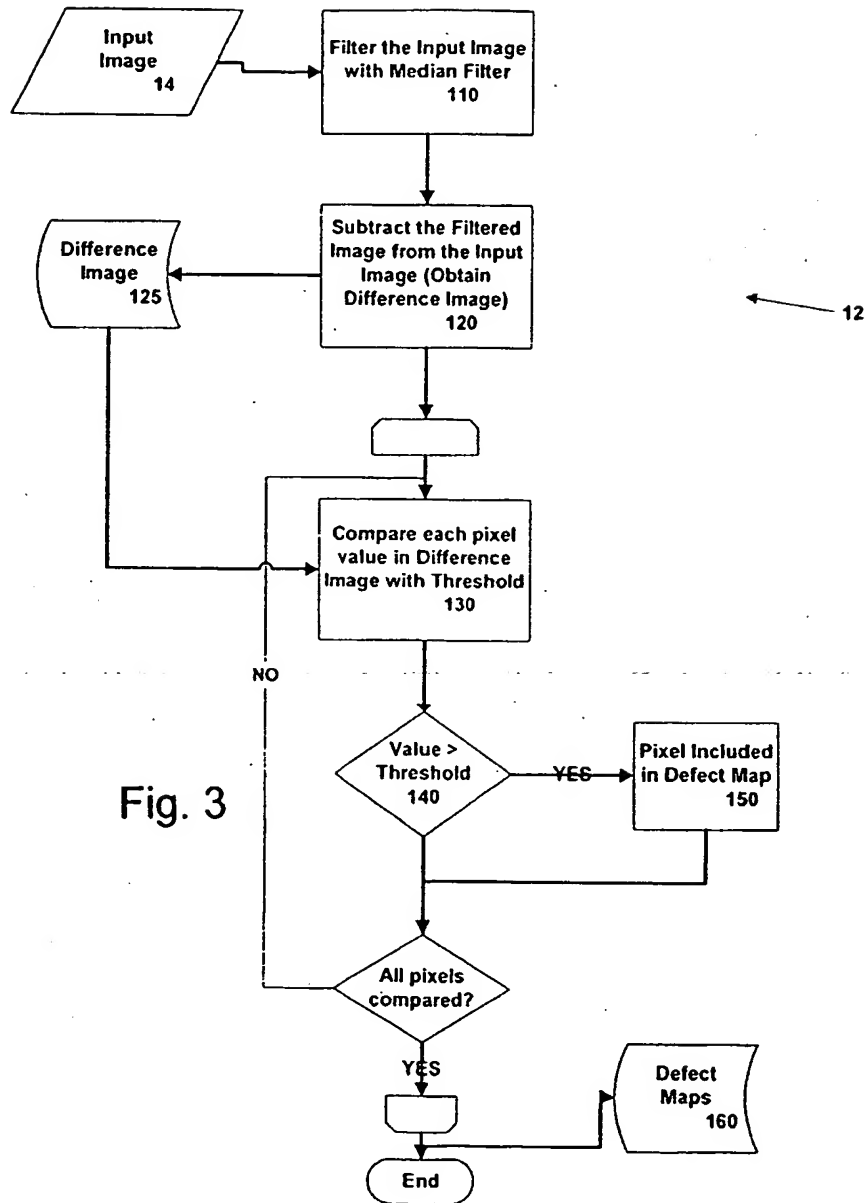 Input
Image
14
Filter the Input Image
with Median Filter
110
Difference
Image
125
Subtract the Filtered
Image from the Input
Image (Obtain
Difference Image)
120
12
Compare each pixel
value in Difference
Image with Threshold
130
NO
Value >
Threshold
140
YES
Pixel Included
in Defect Map
150
Fig. 3
All pixels
compared?
YES
Defect
Maps
160
End